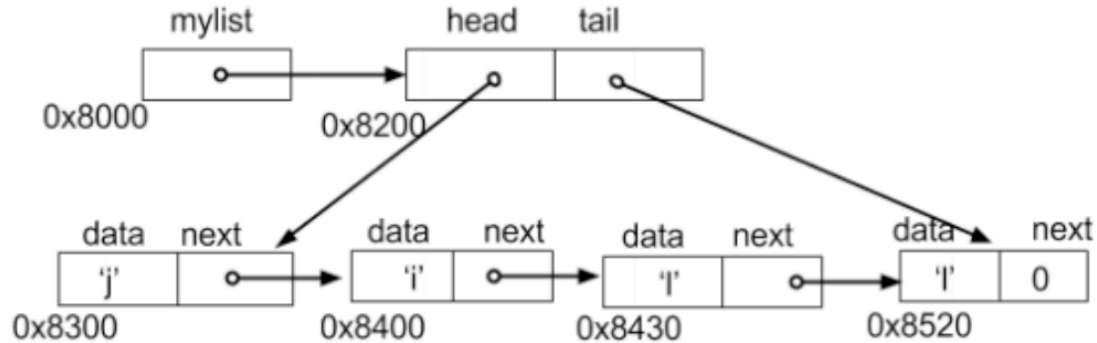 mylist head tail
0x8000 0x8200
data next data next data next data next
'j' 'i' 'l' 'l' 0
0x8300 0x8400 0x8430 0x8520